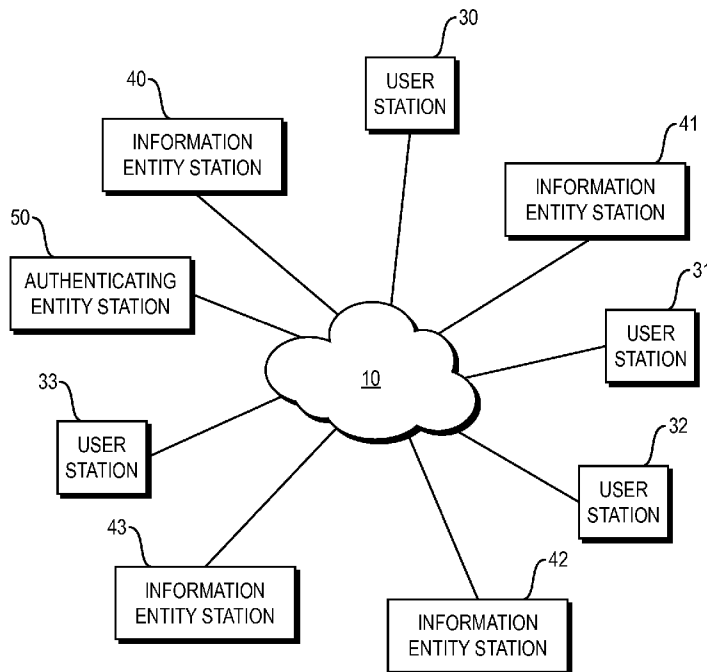 30
USER
STATION
40
INFORMATION
ENTITY STATION
41
INFORMATION
ENTITY STATION
50
AUTHENTICATING
ENTITY STATION
31
USER
STATION
10
33
USER
STATION
32
USER
STATION
43
INFORMATION
ENTITY STATION
42
INFORMATION
ENTITY STATION